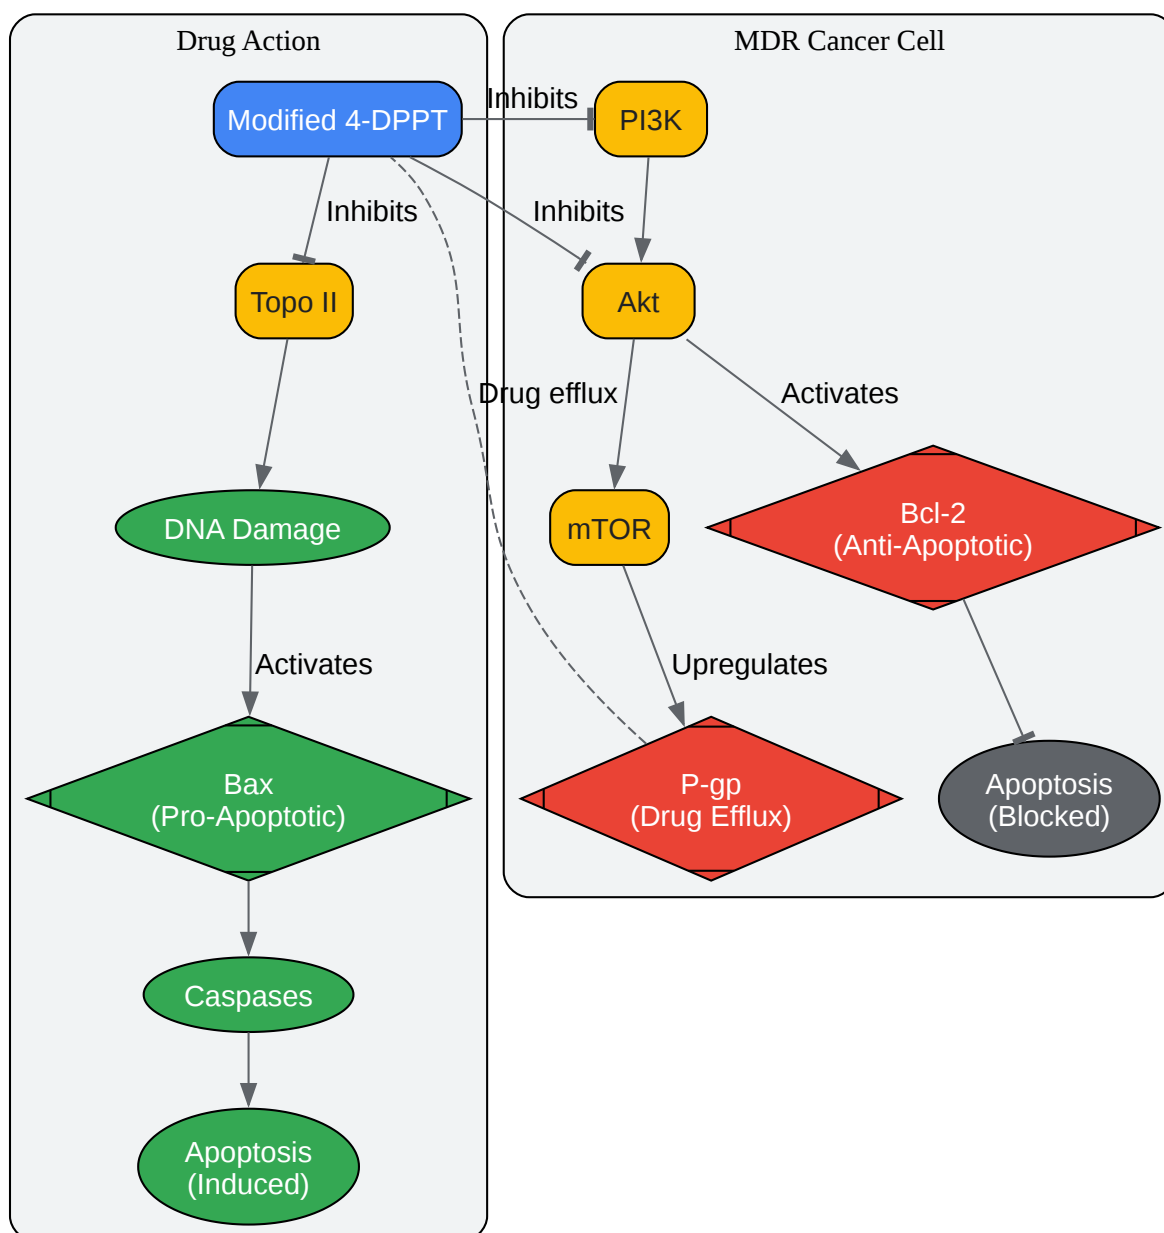 Drug Action
MDR Cancer Cell
Modified 4-DPPT
Inhibits
PI3K
Inhibits
Inhibits
Topo II
Akt
Drug efflux
Activates
DNA Damage
mTOR
Bcl-2
(Anti-Apoptotic)
Activates
Upregulates
Bax
(Pro-Apoptotic)
P-gp
(Drug Efflux)
Apoptosis
(Blocked)
Caspases
Apoptosis
(Induced)